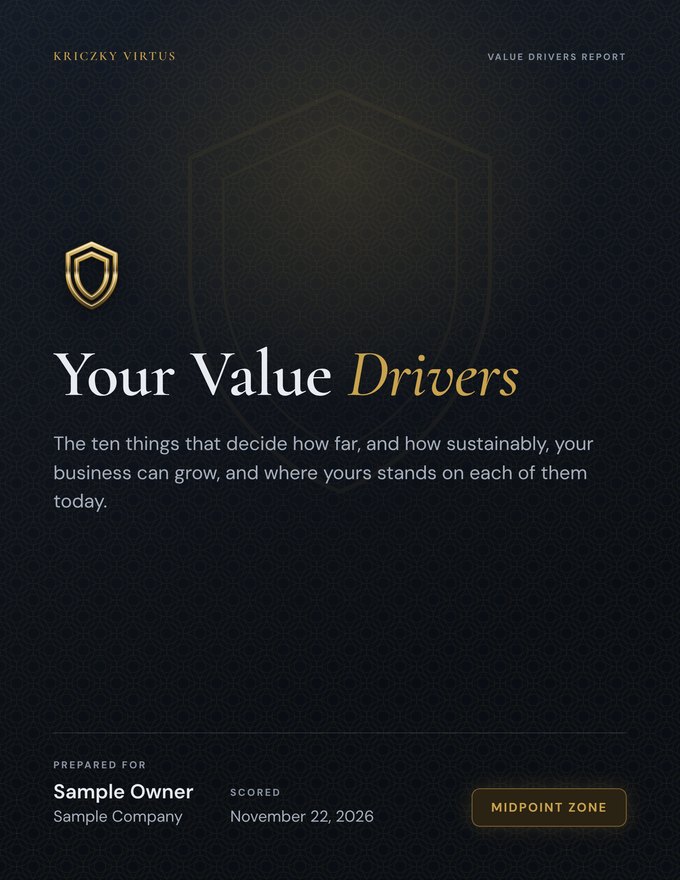 KRICZKY VIRTUS
VALUE DRIVERS REPORT
Your Value Drivers
The ten things that decide how far, and how sustainably, your
business can grow, and where yours stands on each of them
today.
PREPARED FOR
Sample Owner
Sample Company
SCORED
November 22, 2026
MIDPOINT ZONE